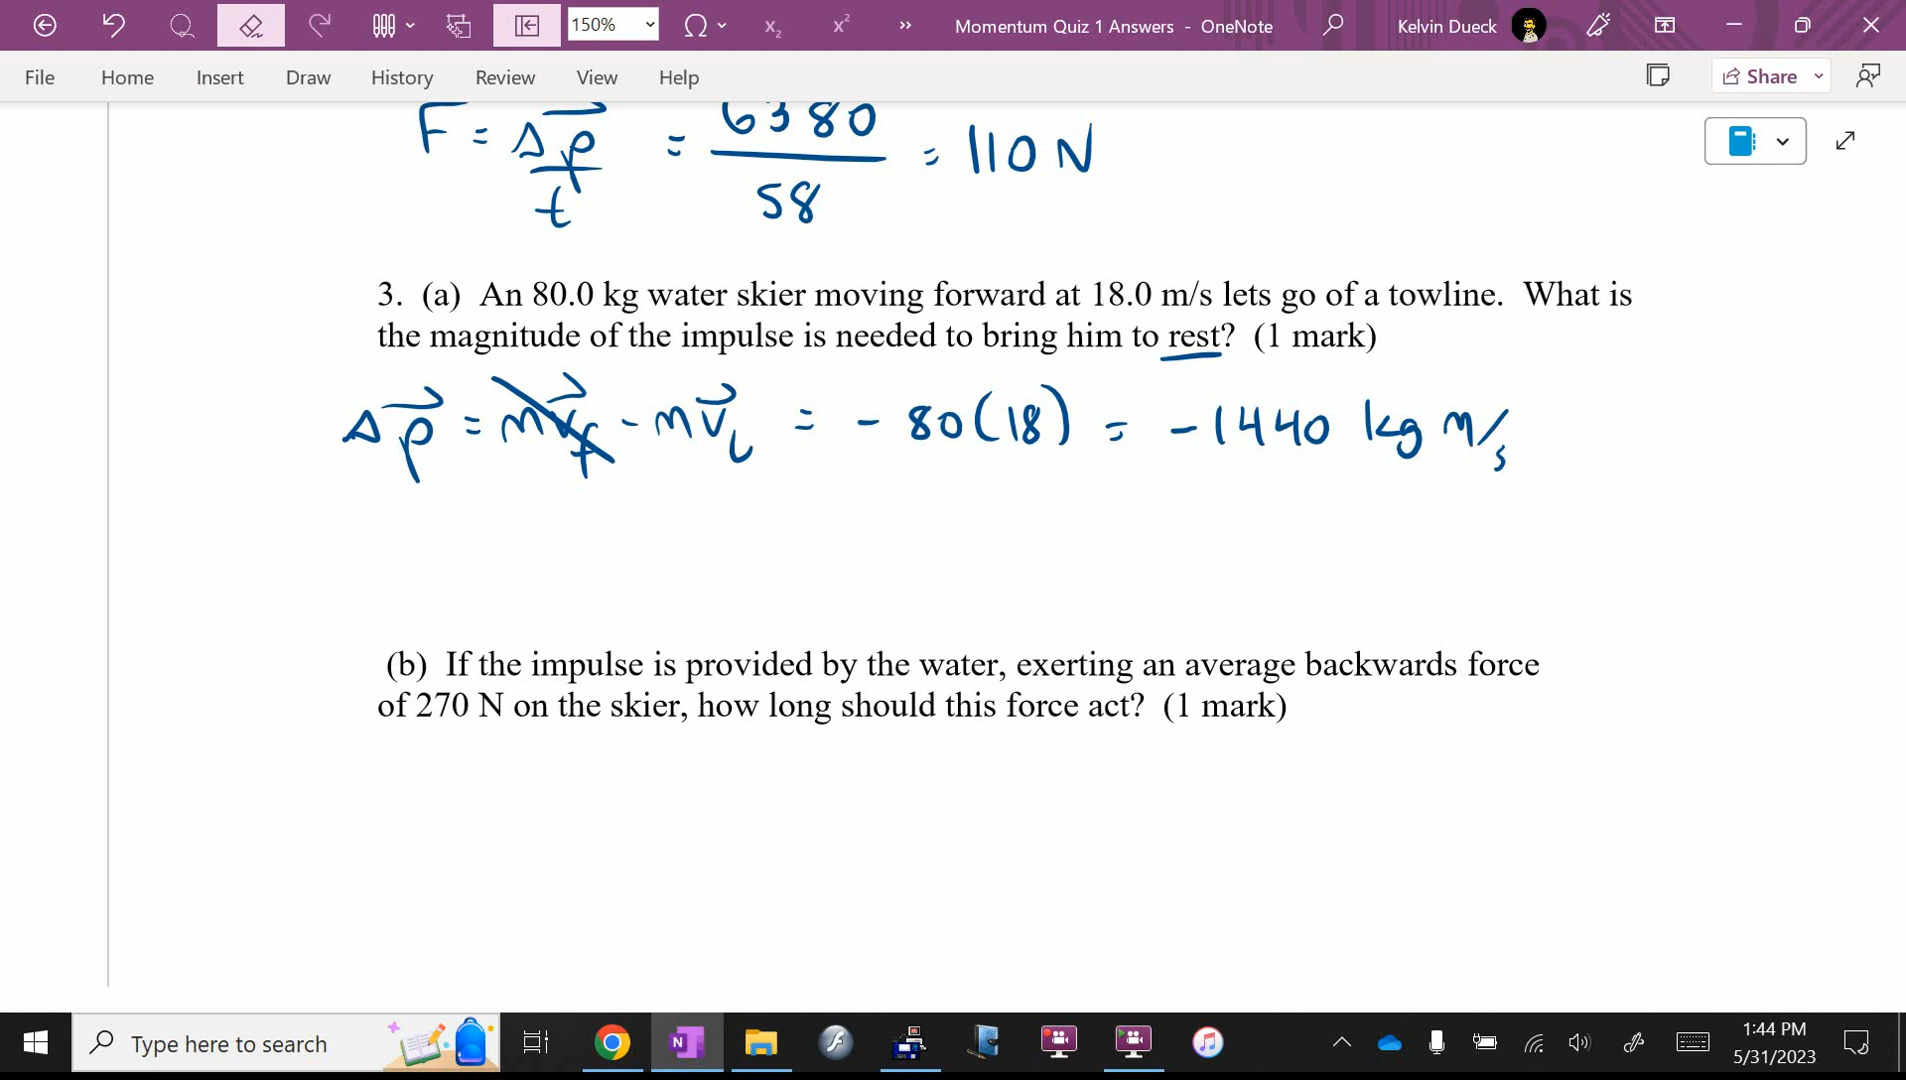 150%
Ω
x₂
x²
»
Momentum Quiz 1 Answers - OneNote
Kelvin Dueck
File Home Insert Draw History Review View Help
Share
F = Δp⃗ / t = 6380 / 58 = 110 N
3. (a) An 80.0 kg water skier moving forward at 18.0 m/s lets go of a towline. What is
the magnitude of the impulse is needed to bring him to rest? (1 mark)
Δp⃗ = mv⃗f - mv⃗i = - 80(18) = - 1440 kg m/s
(b) If the impulse is provided by the water, exerting an average backwards force
of 270 N on the skier, how long should this force act? (1 mark)
Type here to search
N
f
1:44 PM
5/31/2023